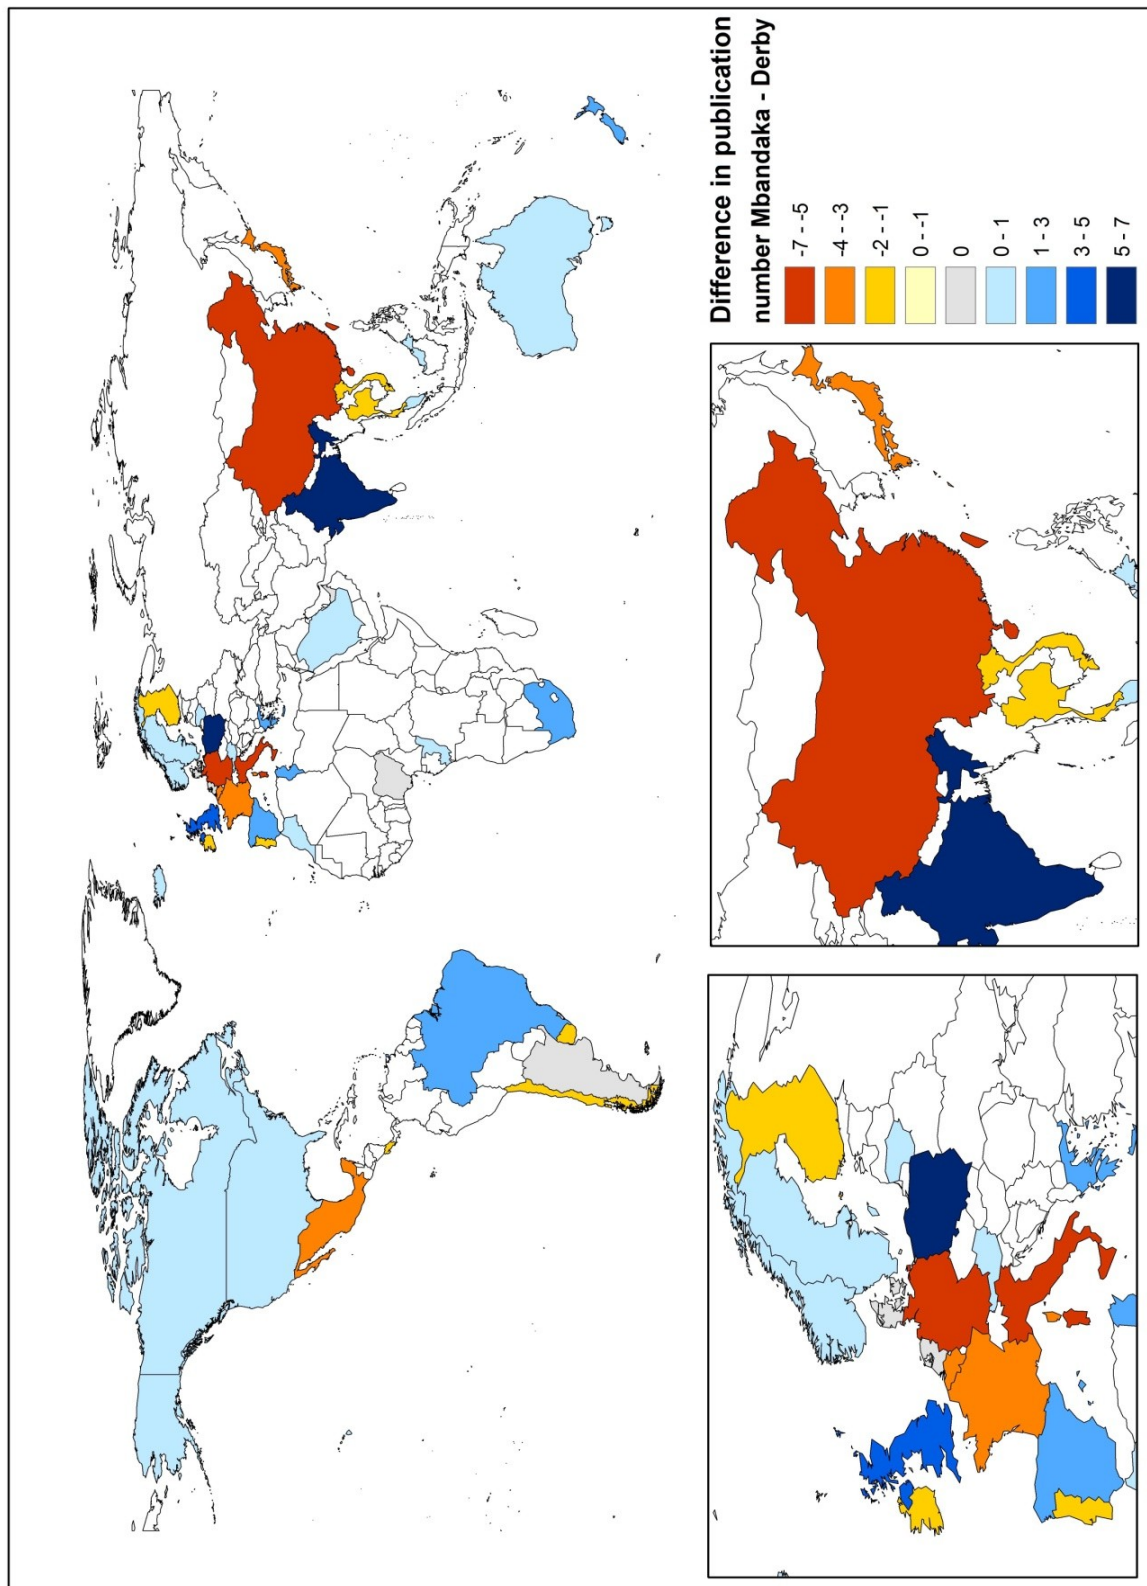 Difference in publication
number Mbandaka - Derby
-7 - -5
-4 - -3
-2 - -1
0 - -1
0
0 - 1
1 - 3
3 - 5
5 - 7